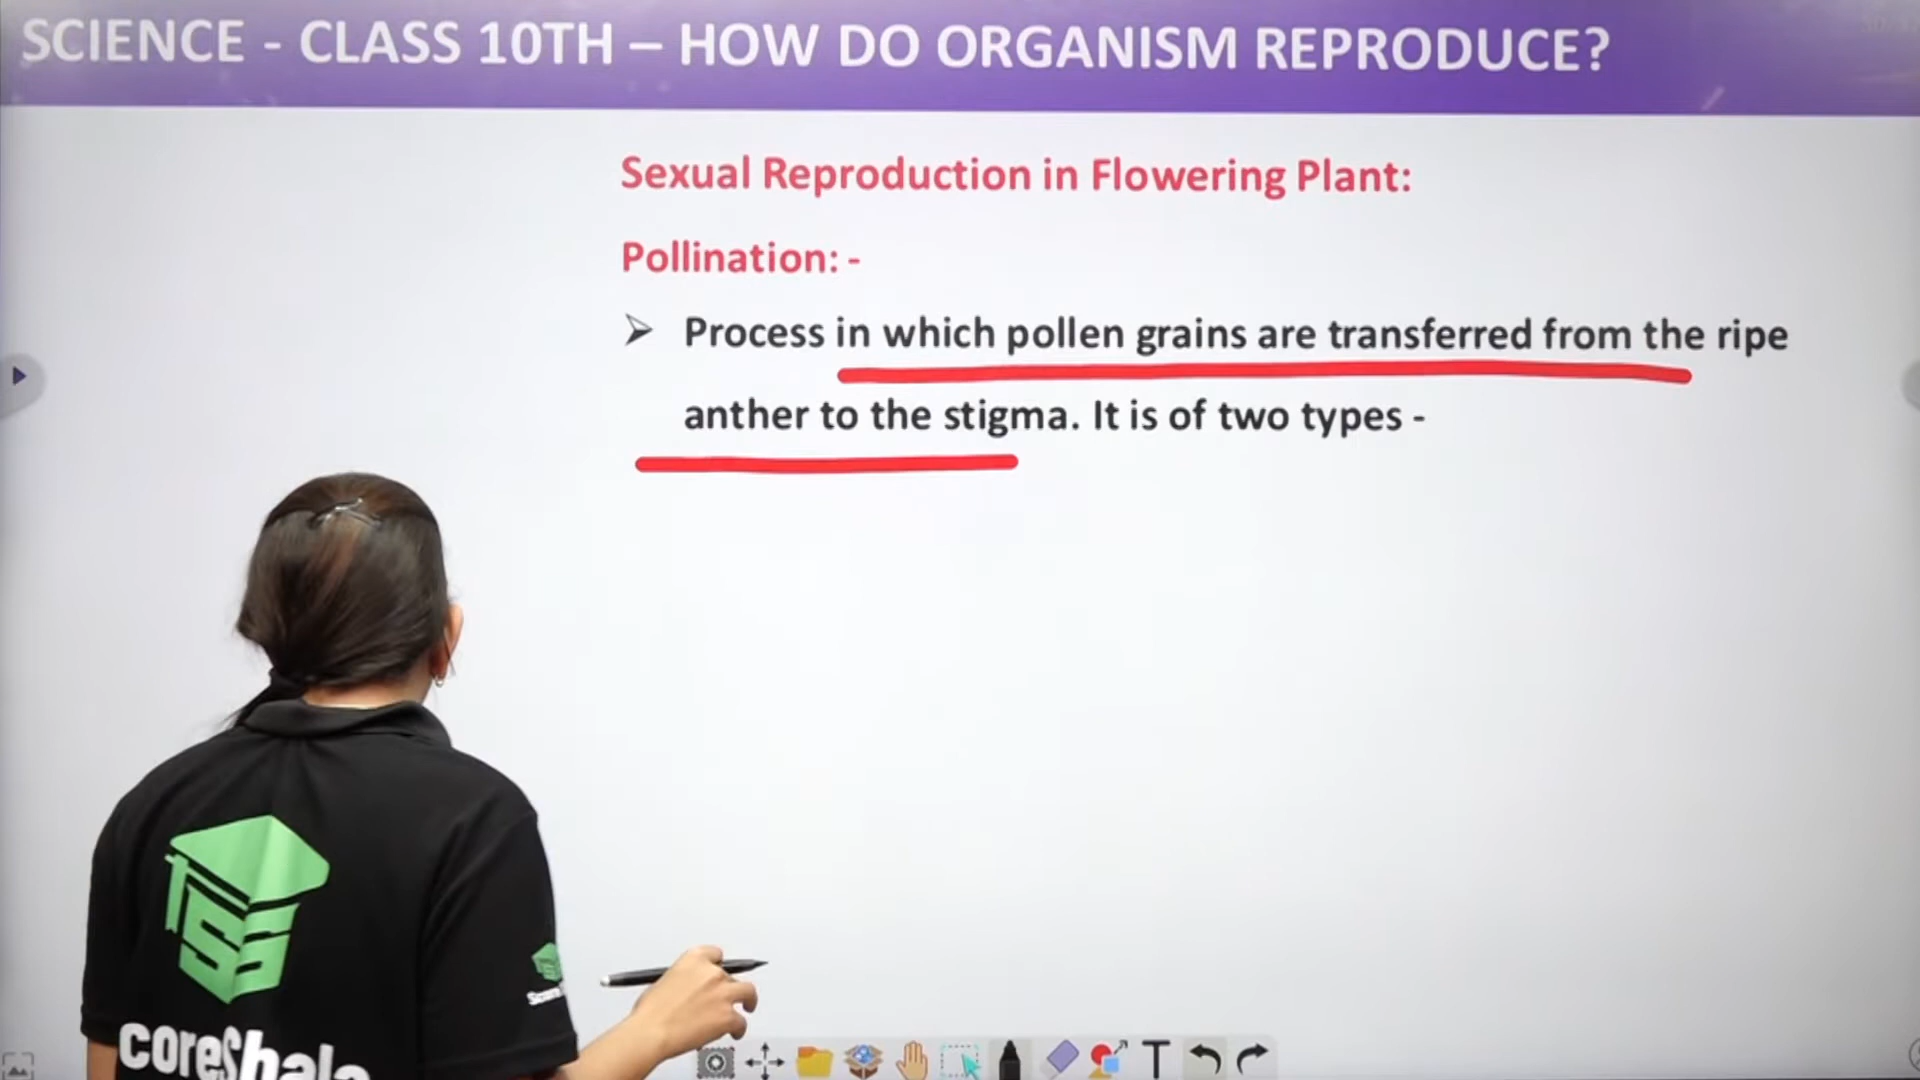 SCIENCE - CLASS 10TH – HOW DO ORGANISM REPRODUCE?
Sexual Reproduction in Flowering Plant:
Pollination: -
➢ Process in which pollen grains are transferred from the ripe
anther to the stigma. It is of two types -
coreShala
T